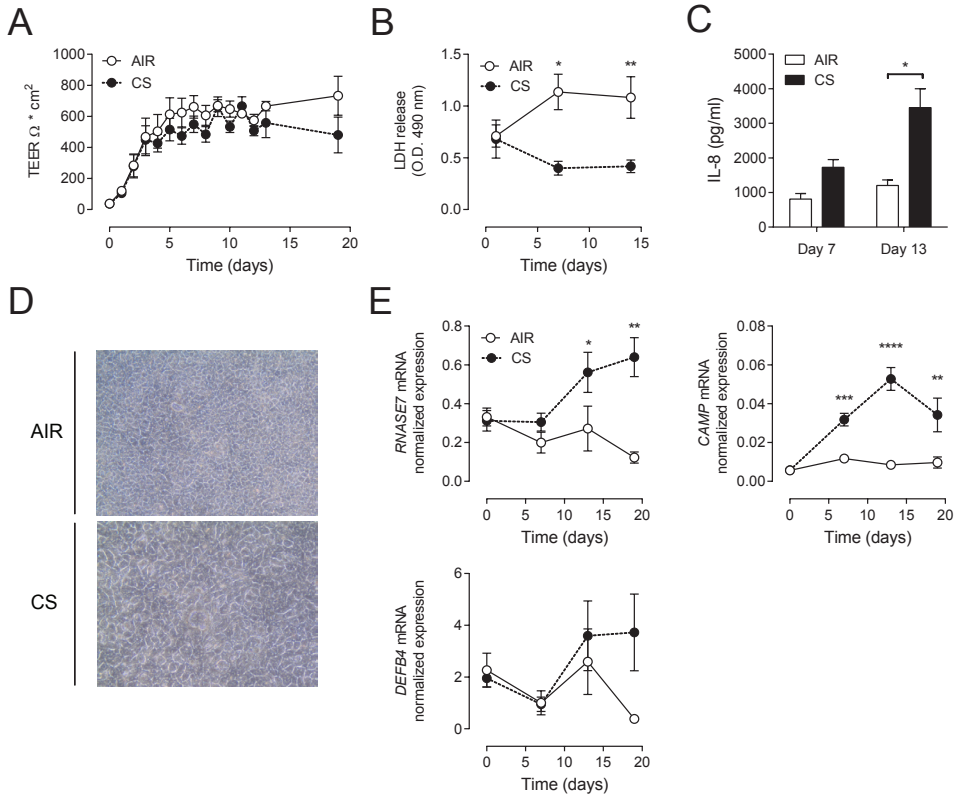 A
1000
800
600
400
200
0
TEER Ω * cm2
AIR
CS
0 5 10 15 20
Time (days)
B
1.5
1.0
0.5
0.0
LDH release
(O.D. 490 nm)
AIR
CS
* **
0 5 10 15
Time (days)
C
5000
4000
3000
2000
1000
0
IL-8 (pg/ml)
AIR
CS
*
Day 7 Day 13
D
AIR
CS
E
0.8
0.6
0.4
0.2
0.0
RNASE7 mRNA
normalized expression
AIR
CS
* **
0 5 10 15 20
Time (days)
0.08
0.06
0.04
0.02
0.00
CAMP mRNA
normalized expression
*** **** **
0 5 10 15 20
Time (days)
6
4
2
0
DEFB4 mRNA
normalized expression
0 5 10 15 20
Time (days)